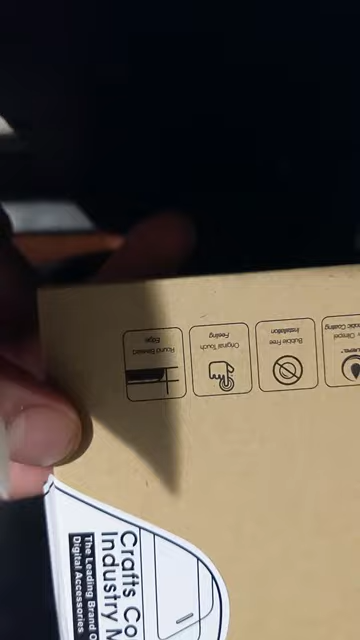 Round Beveled
Edge
Original Touch
Feeling
Bubble Free
Installation
Crafts Co
Industry M
The Leading Brand O
Digital Accessories